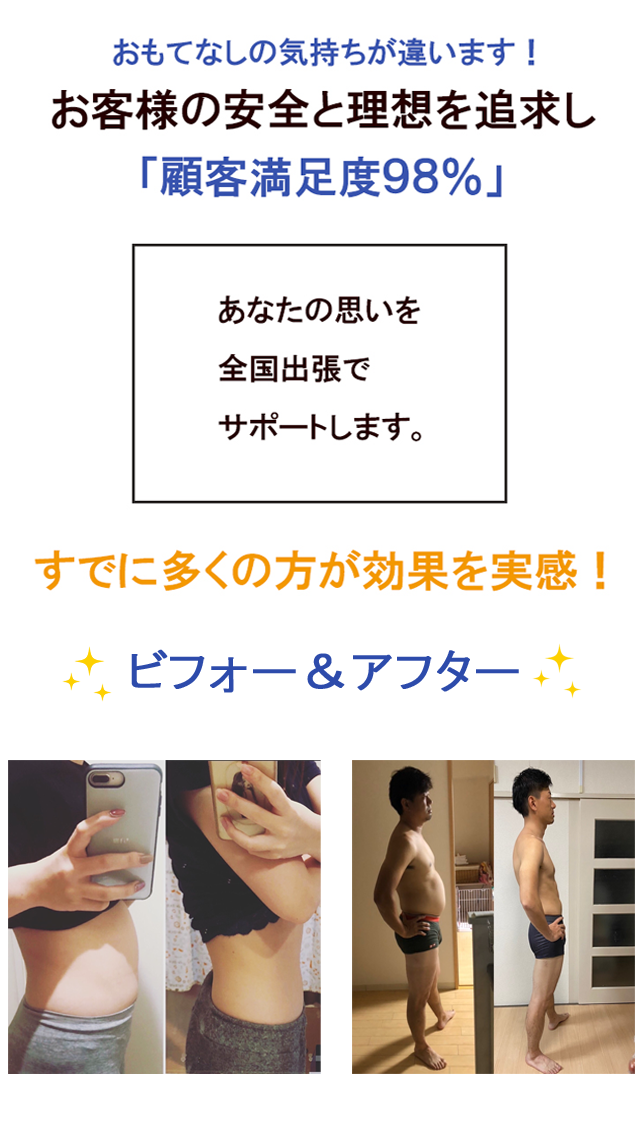 おもてなしの気持ちが違います！
お客様の安全と理想を追求し
「顧客満足度98%」
あなたの思いを
全国出張で
サポートします。
すでに多くの方が効果を実感！
ビフォー＆アフター